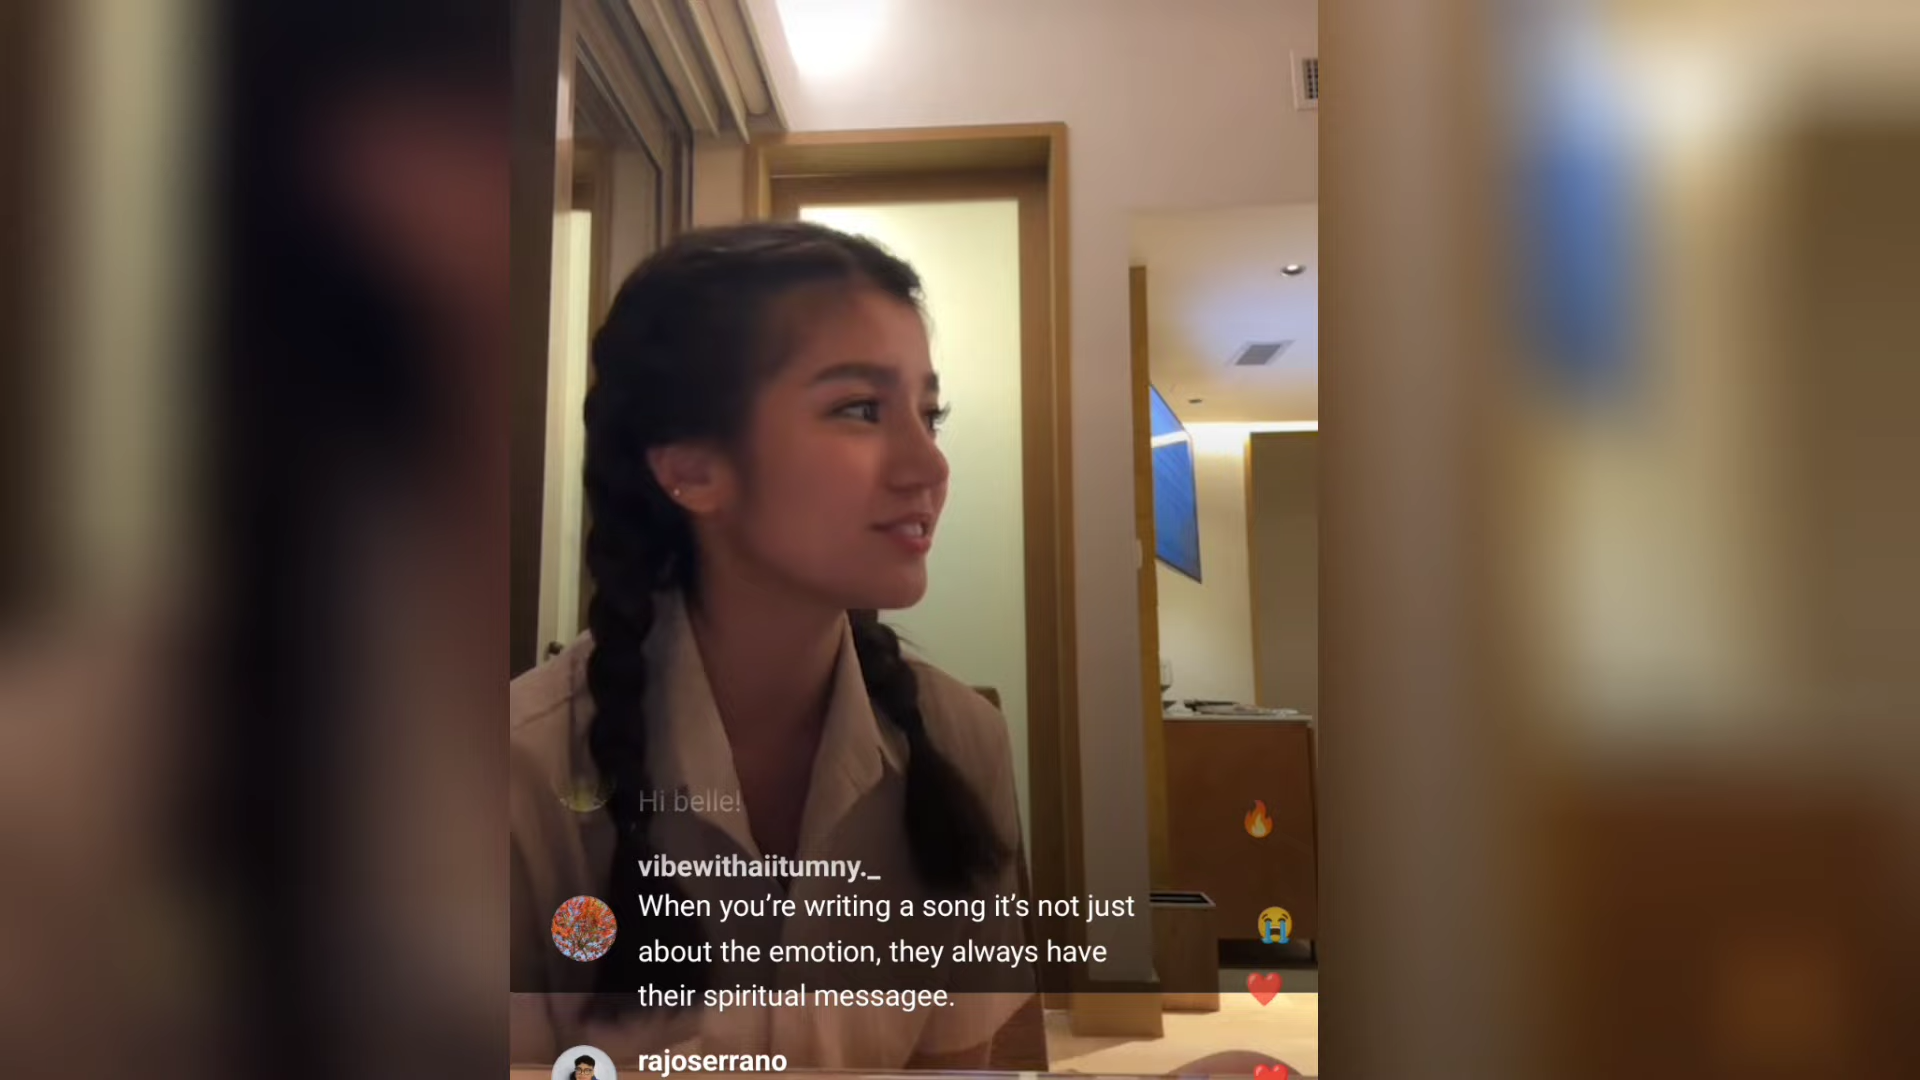 Hi belle!
vibewithaiitumny._
When you’re writing a song it’s not just
about the emotion, they always have
their spiritual messagee.
rajoserrano